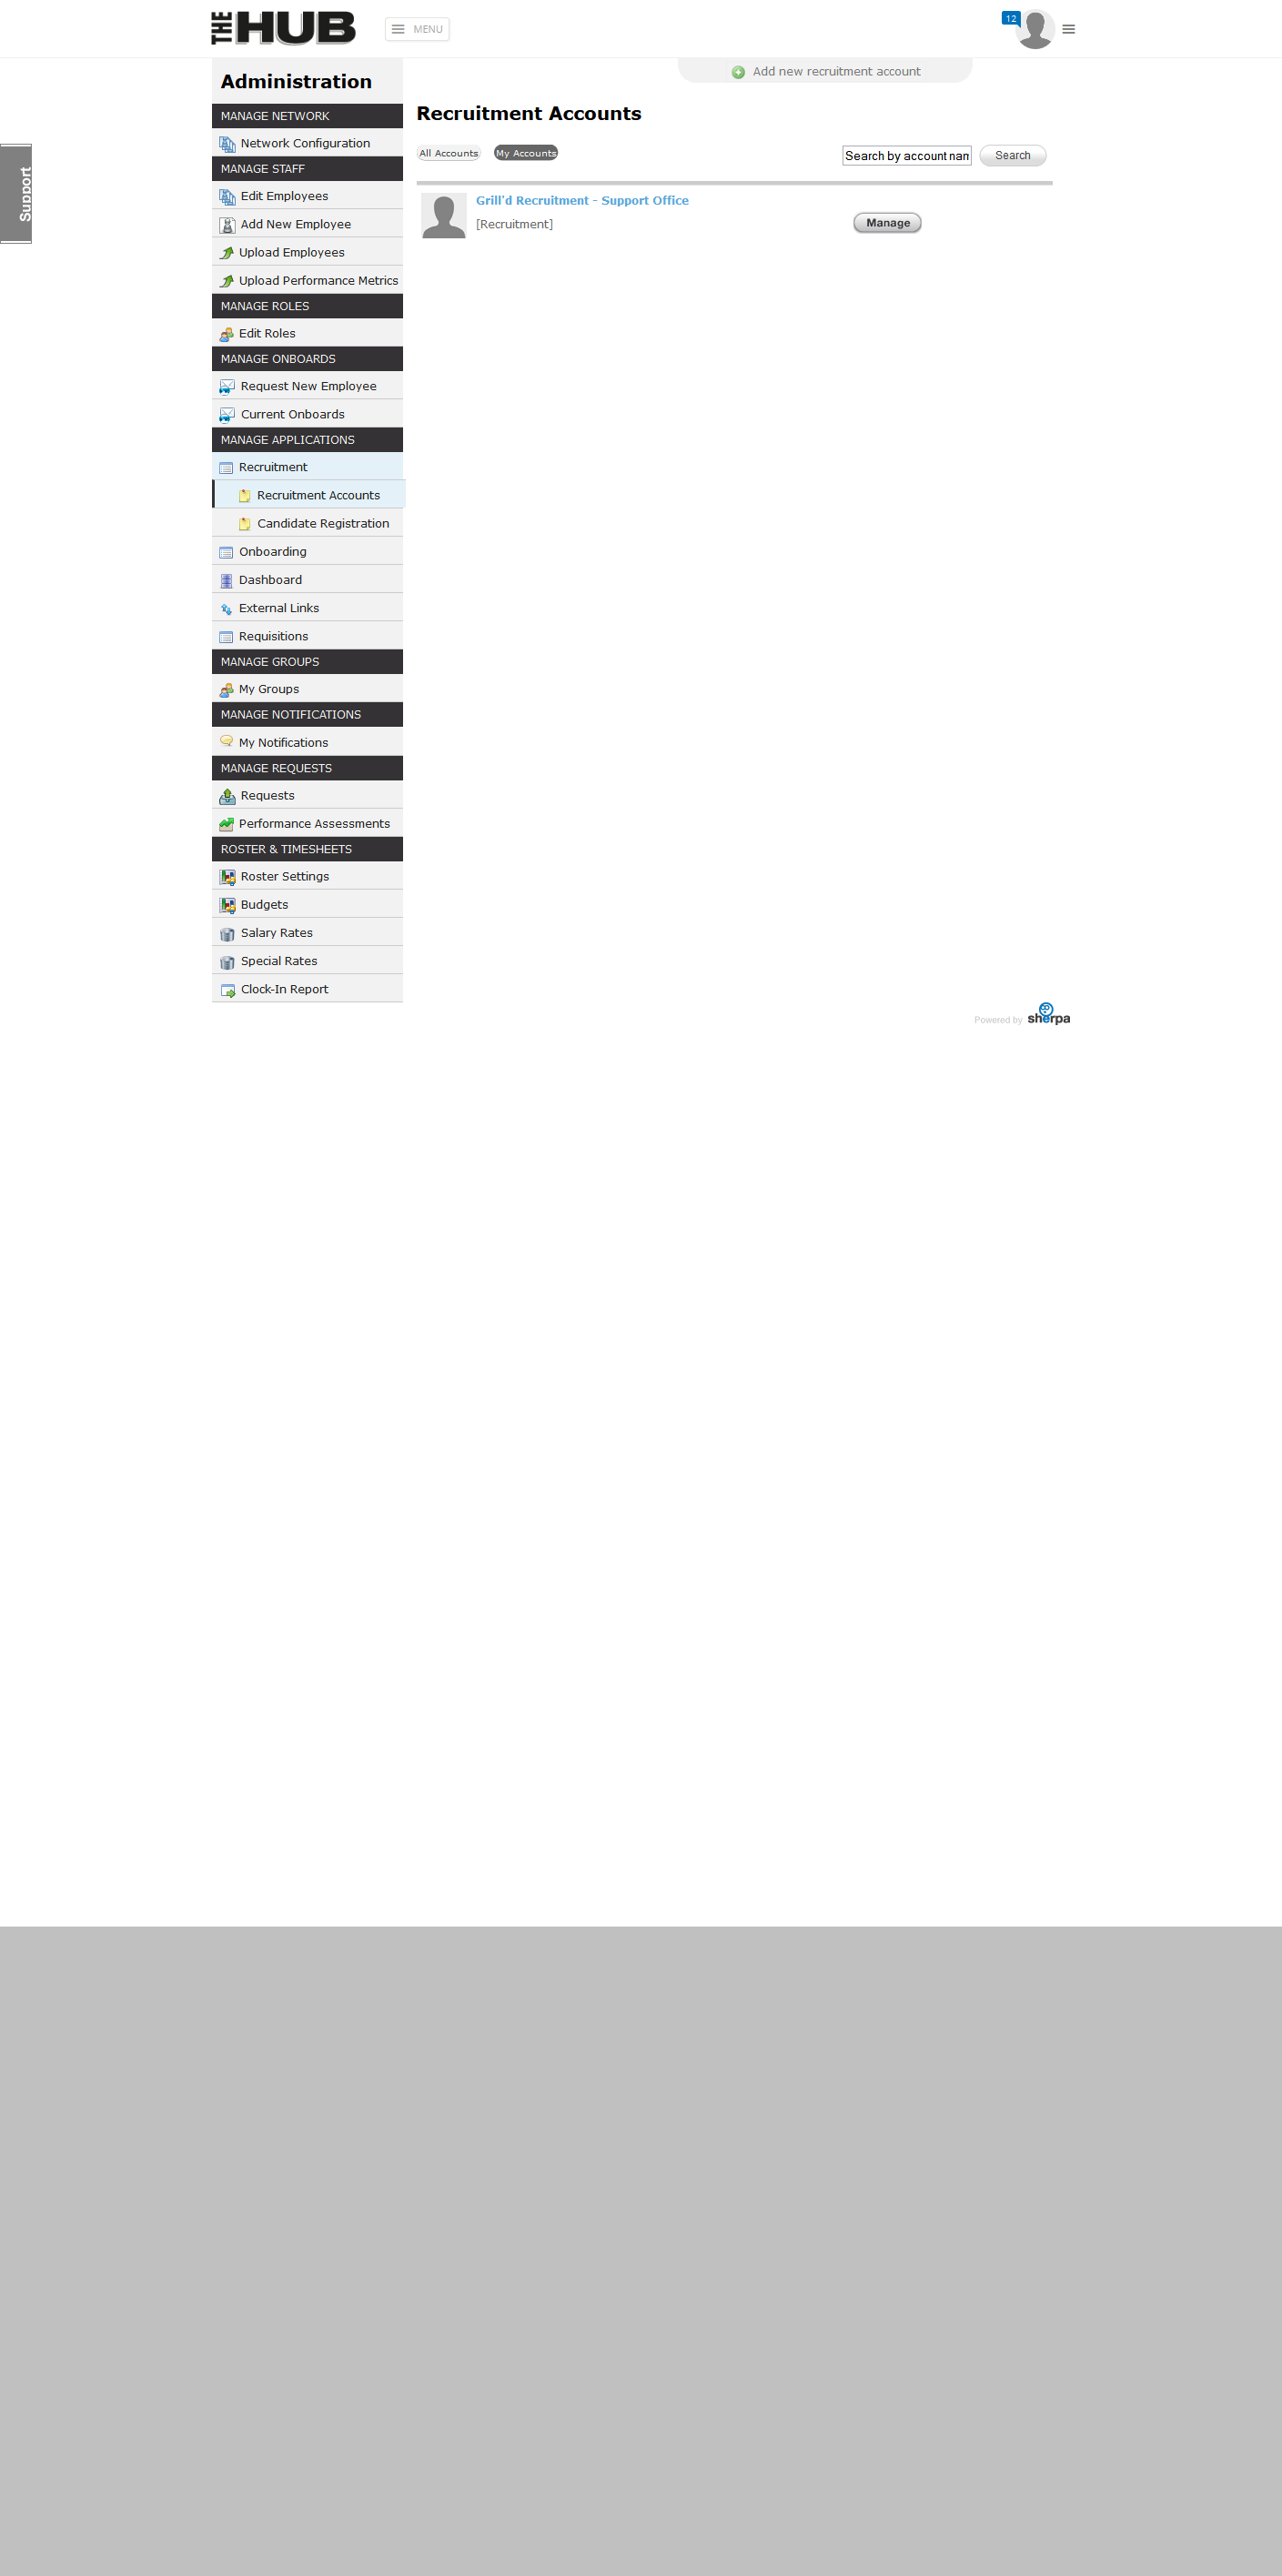 THE HUB
MENU
12
Administration
Add new recruitment account
Recruitment Accounts
All Accounts
My Accounts
Search by account nam
Search
Support
Grill'd Recruitment - Support Office
[Recruitment]
Manage
MANAGE NETWORK
Network Configuration
MANAGE STAFF
Edit Employees
Add New Employee
Upload Employees
Upload Performance Metrics
MANAGE ROLES
Edit Roles
MANAGE ONBOARDS
Request New Employee
Current Onboards
MANAGE APPLICATIONS
Recruitment
Recruitment Accounts
Candidate Registration
Onboarding
Dashboard
External Links
Requisitions
MANAGE GROUPS
My Groups
MANAGE NOTIFICATIONS
My Notifications
MANAGE REQUESTS
Requests
Performance Assessments
ROSTER & TIMESHEETS
Roster Settings
Budgets
Salary Rates
Special Rates
Clock-In Report
Powered by sherpa